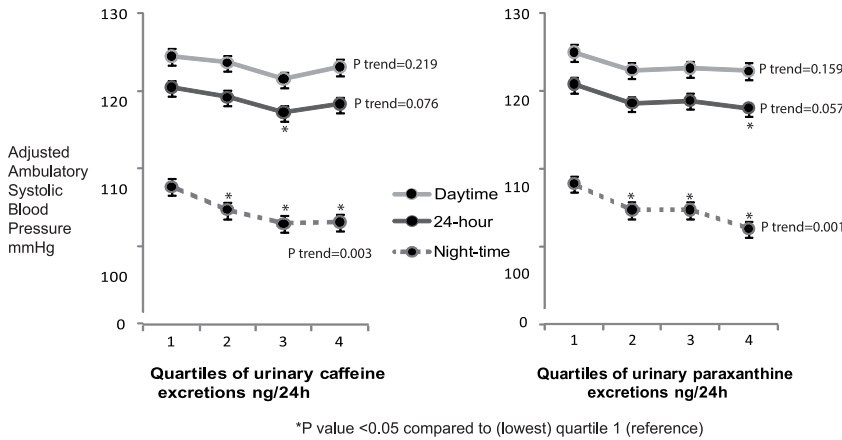 130
120
110
100
0
Adjusted
Ambulatory
Systolic
Blood
Pressure
mmHg
P trend=0.219
P trend=0.076
*
* * *
P trend=0.003
1 2 3 4
Quartiles of urinary caffeine
excretions ng/24h
Daytime
24-hour
Night-time
130
120
110
100
0
P trend=0.159
P trend=0.057
*
* * *
P trend=0.001
1 2 3 4
Quartiles of urinary paraxanthine
excretions ng/24h
*P value <0.05 compared to (lowest) quartile 1 (reference)